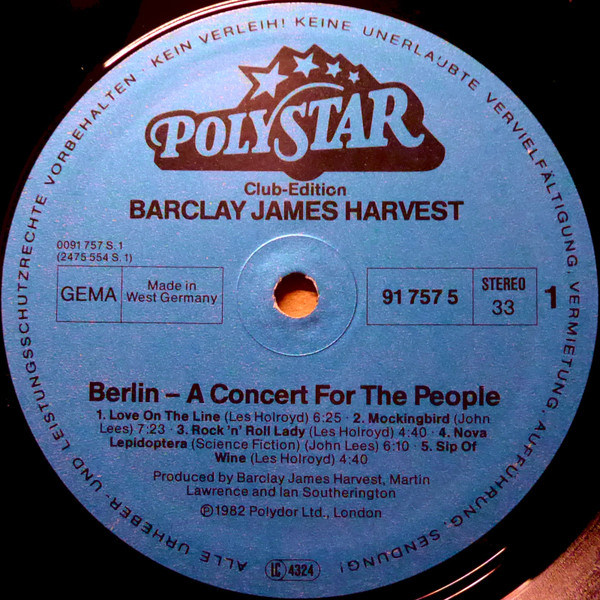 ALLE URHEBER- UND LEISTUNGSSCHUTZRECHTE VORBEHALTEN · KEIN VERLEIH! KEINE UNERLAUBTE VERVIELFÄLTIGUNG, VERMIETUNG, AUFFÜHRUNG, SENDUNG!
POLYSTAR
Club-Edition
BARCLAY JAMES HARVEST
0091 757 S. 1
(2475 554 S. 1)
GEMA
Made in
West Germany
91 757 5
STEREO
33
1
Berlin – A Concert For The People
1. Love On The Line (Les Holroyd) 6:25 · 2. Mockingbird (John
Lees) 7:23 · 3. Rock 'n' Roll Lady (Les Holroyd) 4:40 · 4. Nova
Lepidoptera (Science Fiction) (John Lees) 6:10 · 5. Sip Of
Wine (Les Holroyd) 4:40
Produced by Barclay James Harvest, Martin
Lawrence and Ian Southerington
Ⓟ1982 Polydor Ltd., London
LC 4324